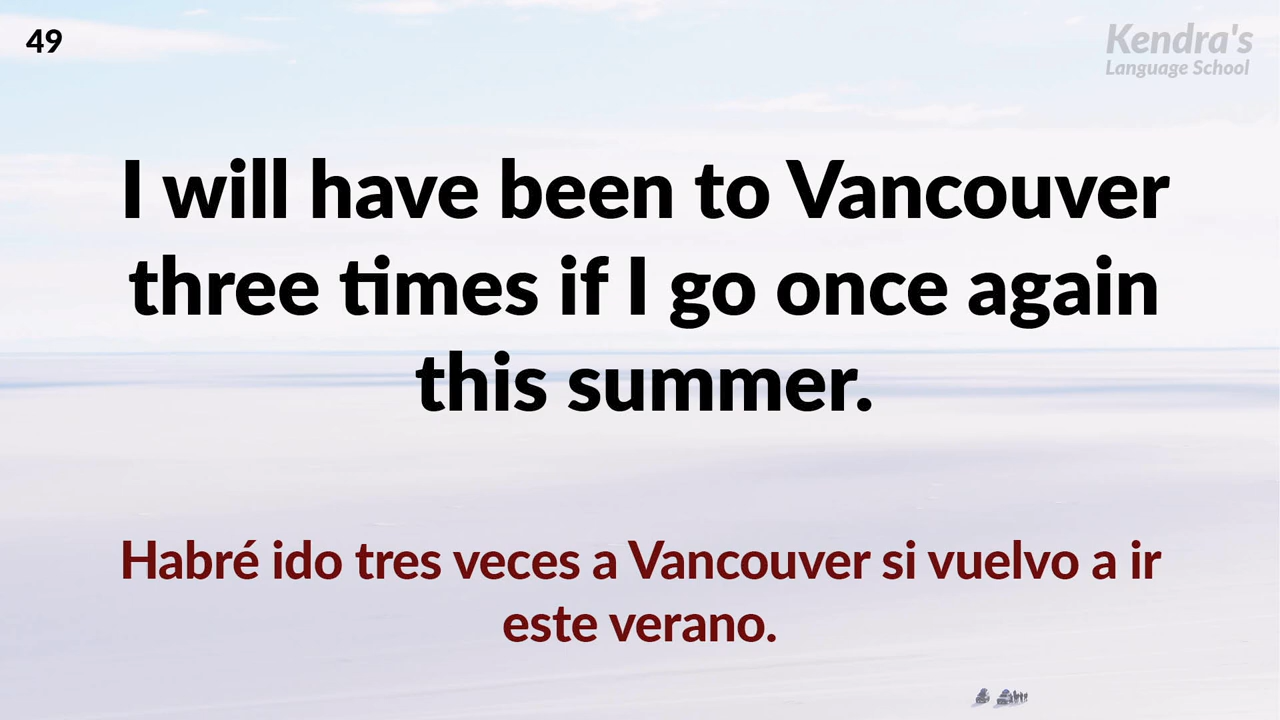 49
Kendra's
Language School
I will have been to Vancouver
three times if I go once again
this summer.
Habré ido tres veces a Vancouver si vuelvo a ir
este verano.